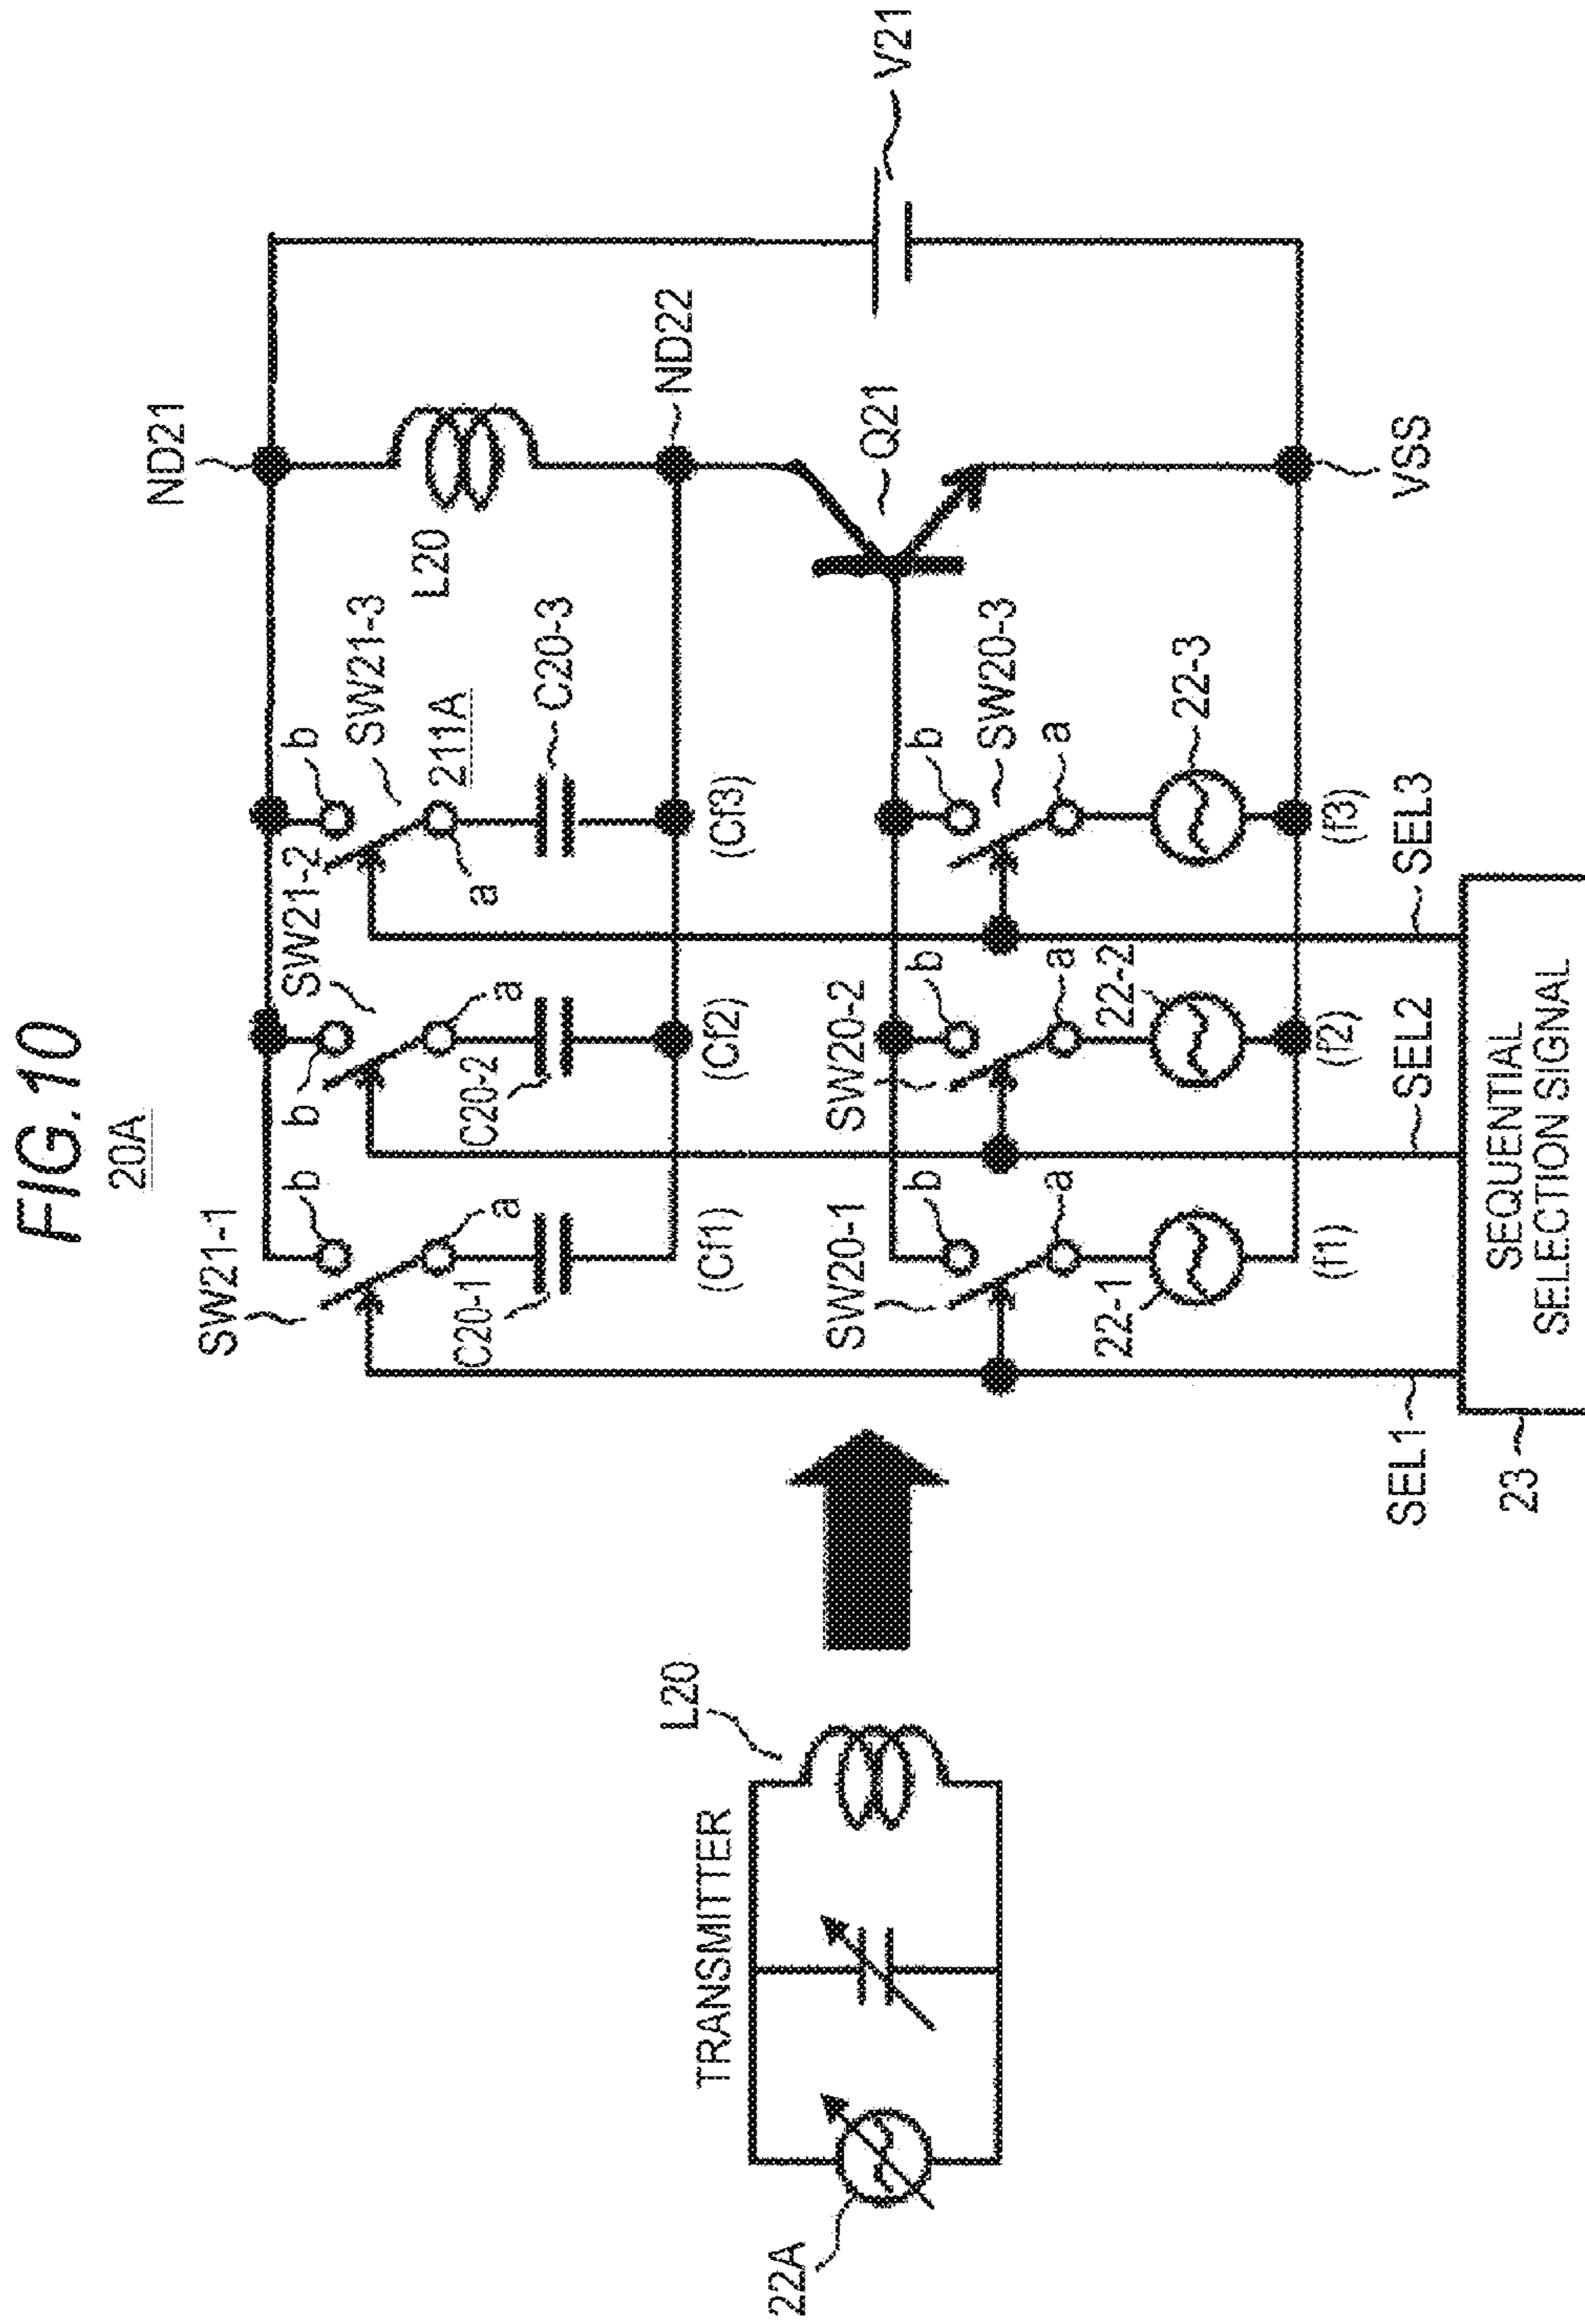 FIG.10
20A
22A
TRANSMITTER
L20
ND21
SW21-1
b
a
C20-1
(Cf1)
SW21-2
b
a
C20-2
(Cf2)
SW21-3
b
211A
a
C20-3
(Cf3)
L20
ND22
Q21
V21
SW20-1
b
a
22-1
(f1)
SW20-2
b
a
22-2
(f2)
SW20-3
b
a
22-3
(f3)
VSS
SEL1
SEL2
SEL3
23
SEQUENTIAL
SELECTION SIGNAL